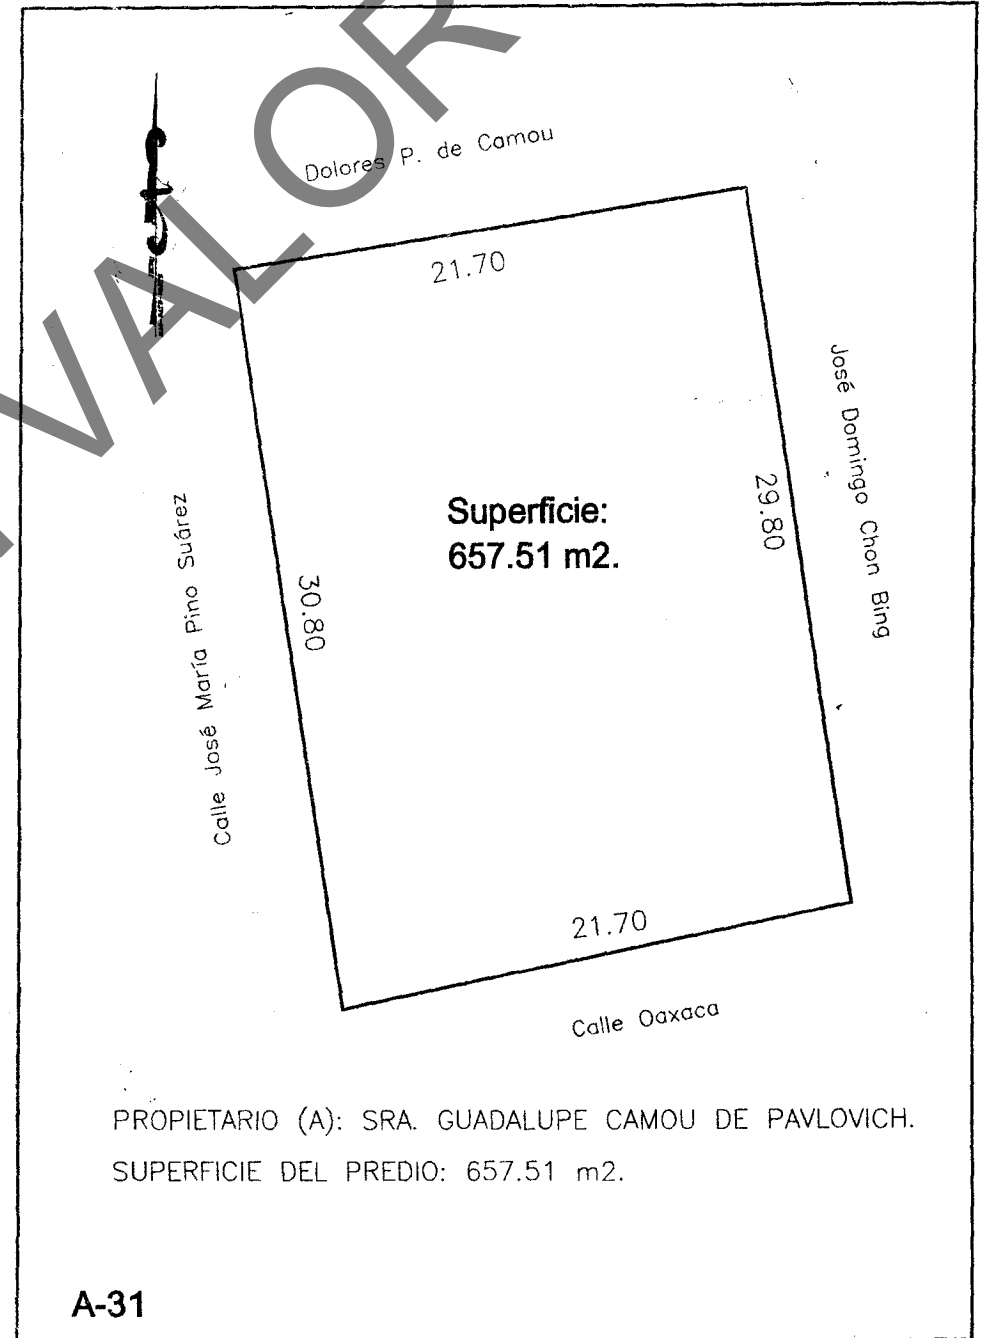 VALOR
Dolores P. de Camou
21.70
José Domingo Chon Bing
29.80
Superficie:
657.51 m2.
30.80
Calle José María Pino Suárez
21.70
Calle Oaxaca
PROPIETARIO (A): SRA. GUADALUPE CAMOU DE PAVLOVICH.
SUPERFICIE DEL PREDIO: 657.51 m2.
A-31